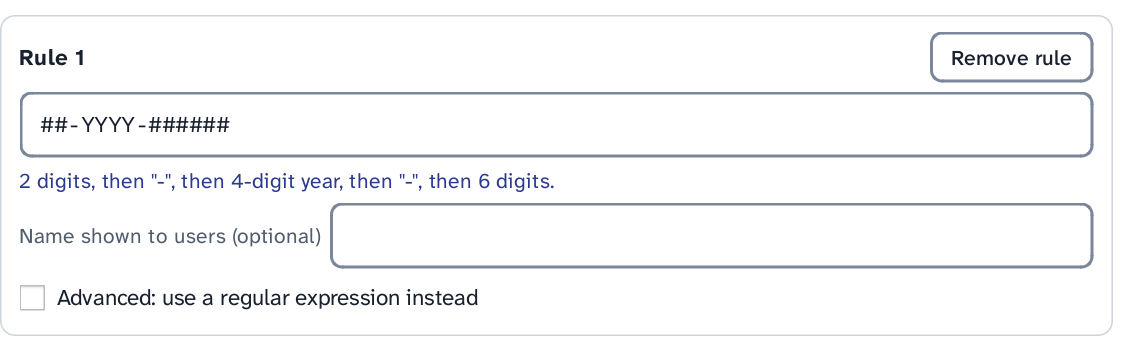 Rule 1
Remove rule
##-YYYY-######
2 digits, then "-", then 4-digit year, then "-", then 6 digits.
Name shown to users (optional)
Advanced: use a regular expression instead